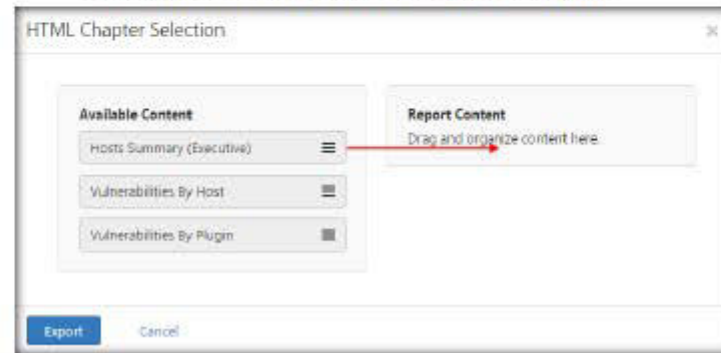 HTML Chapter Selection
Available Content
Hosts Summary (Executive)
Vulnerabilities By Host
Vulnerabilities By Plugin
Report Content
Drag and organize content here.
Export
Cancel